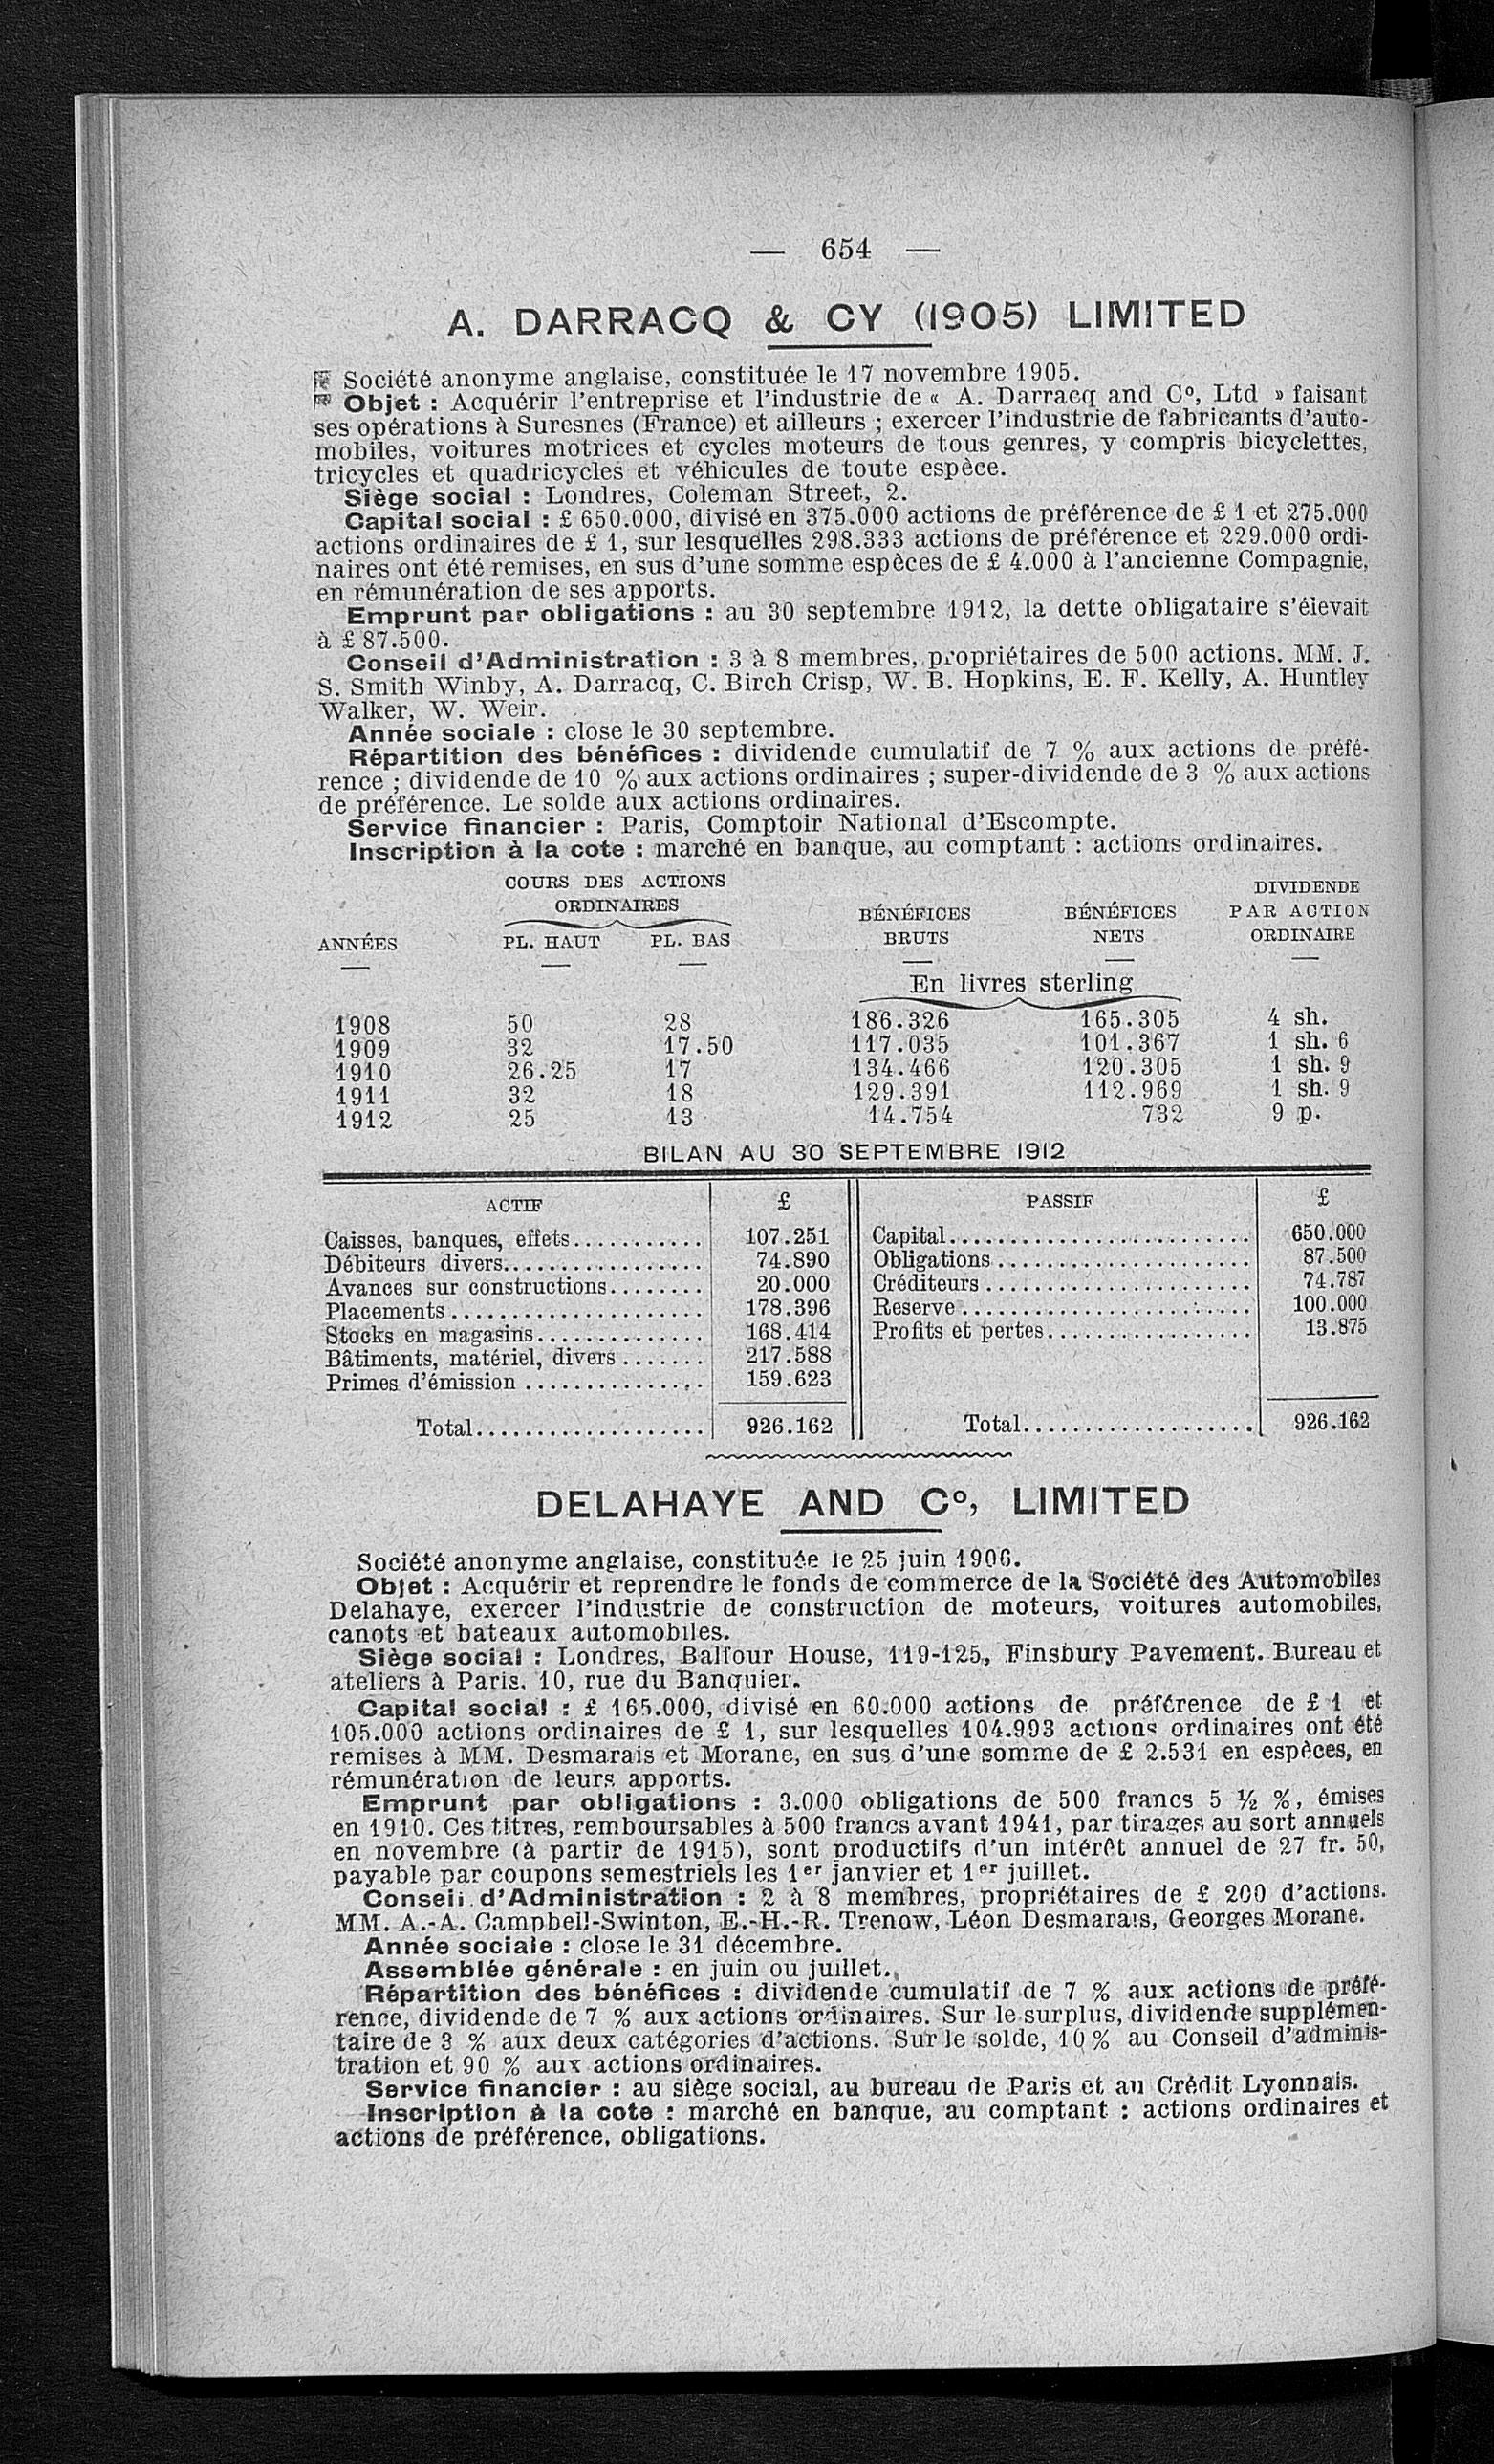 — 654 —
A. DARRACQ & CY (1905) LIMITED
Société anonyme anglaise, constituée le 17 novembre 1905.
Objet : Acquérir l'entreprise et l'industrie de « A. Darracq and C°, Ltd » faisant
ses opérations à Suresnes (France) et ailleurs ; exercer l'industrie de fabricants d'auto-
mobiles, voitures motrices et cycles moteurs de tous genres, y compris bicyclettes,
tricycles et quadricycles et véhicules de toute espèce.
Siège social : Londres, Coleman Street, 2.
Capital social : £ 650.000, divisé en 375.000 actions de préférence de £ 1 et 275.000
actions ordinaires de £ 1, sur lesquelles 298.333 actions de préférence et 229.000 ordi-
naires ont été remises, en sus d'une somme espèces de £ 4.000 à l'ancienne Compagnie,
en rémunération de ses apports.
Emprunt par obligations : au 30 septembre 1912, la dette obligataire s'élevait
à £ 87.500.
Conseil d'Administration : 3 à 8 membres, propriétaires de 500 actions. MM. J.
S. Smith Winby, A. Darracq, C. Birch Crisp, W. B. Hopkins, E. F. Kelly, A. Huntley
Walker, W. Weir.
Année sociale : close le 30 septembre.
Répartition des bénéfices : dividende cumulatif de 7 % aux actions de préfé-
rence ; dividende de 10 % aux actions ordinaires ; super-dividende de 3 % aux actions
de préférence. Le solde aux actions ordinaires.
Service financier : Paris, Comptoir National d'Escompte.
Inscription à la cote : marché en banque, au comptant : actions ordinaires.
COURS DES ACTIONS DIVIDENDE
ORDINAIRES BÉNÉFICES BÉNÉFICES PAR ACTION
ANNÉES PL. HAUT PL. BAS BRUTS NETS ORDINAIRE
En livres sterling
1908 50 28 186.326 165.305 4 sh.
1909 32 17.50 117.035 101.367 1 sh. 6
1910 26.25 17 134.466 120.305 1 sh. 9
1911 32 18 129.391 112.969 1 sh. 9
1912 25 13 14.754 732 9 p.
BILAN AU 30 SEPTEMBRE 1912
ACTIF £ PASSIF £
Caisses, banques, effets........... 107.251 Capital......................... 650.000
Débiteurs divers................. 74.890 Obligations..................... 87.500
Avances sur constructions........ 20.000 Créditeurs...................... 74.787
Placements..................... 178.396 Reserve........................ 100.000
Stocks en magasins.............. 168.414 Profits et pertes................. 13.875
Bâtiments, matériel, divers....... 217.588
Primes d'émission............... 159.623
Total................... 926.162 Total................... 926.162
DELAHAYE AND C°, LIMITED
Société anonyme anglaise, constituée le 25 juin 1906.
Objet : Acquérir et reprendre le fonds de commerce de la Société des Automobiles
Delahaye, exercer l'industrie de construction de moteurs, voitures automobiles,
canots et bateaux automobiles.
Siège social : Londres, Balfour House, 119-125, Finsbury Pavement. Bureau et
ateliers à Paris. 10, rue du Banquier.
Capital social : £ 165.000, divisé en 60.000 actions de préférence de £ 1 et
105.000 actions ordinaires de £ 1, sur lesquelles 104.993 actions ordinaires ont été
remises à MM. Desmarais et Morane, en sus d'une somme de £ 2.531 en espèces, en
rémunération de leurs apports.
Emprunt par obligations : 3.000 obligations de 500 francs 5 ½ %, émises
en 1910. Ces titres, remboursables à 500 francs avant 1941, par tirages au sort annuels
en novembre (à partir de 1915), sont productifs d'un intérêt annuel de 27 fr. 50,
payable par coupons semestriels les 1er janvier et 1er juillet.
Conseil d'Administration : 2 à 8 membres, propriétaires de £ 200 d'actions.
MM. A.-A. Campbell-Swinton, E.-H.-R. Trenow, Léon Desmarais, Georges Morane.
Année sociale : close le 31 décembre.
Assemblée générale : en juin ou juillet.
Répartition des bénéfices : dividende cumulatif de 7 % aux actions de préfé-
rence, dividende de 7 % aux actions ordinaires. Sur le surplus, dividende supplémen-
taire de 3 % aux deux catégories d'actions. Sur le solde, 10 % au Conseil d'adminis-
tration et 90 % aux actions ordinaires.
Service financier : au siège social, au bureau de Paris et au Crédit Lyonnais.
Inscription à la cote : marché en banque, au comptant : actions ordinaires et
actions de préférence, obligations.